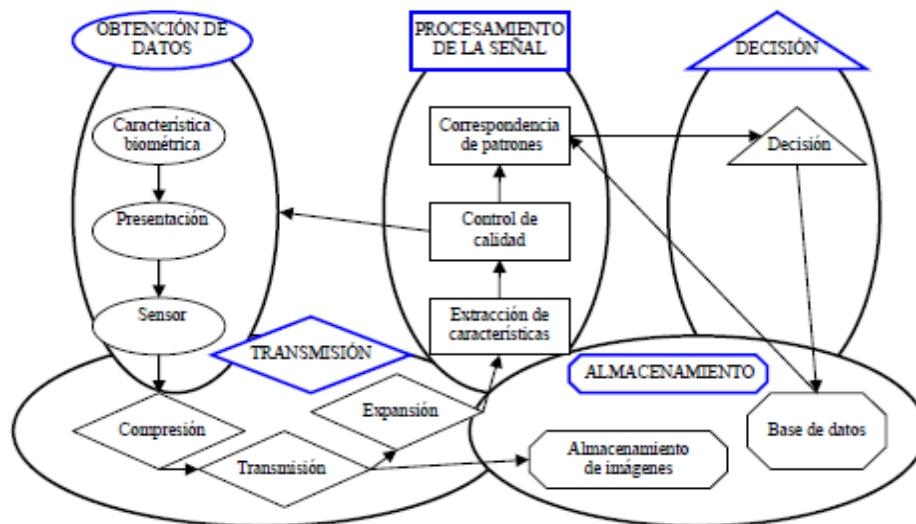 OBTENCIÓN DE
DATOS
PROCESAMIENTO
DE LA SEÑAL
DECISIÓN
Característica
biométrica
Presentación
Sensor
Correspondencia
de patrones
Control de
calidad
Extracción de
características
Decisión
TRANSMISIÓN
Compresión
Transmisión
Expansión
ALMACENAMIENTO
Almacenamiento
de imágenes
Base de datos